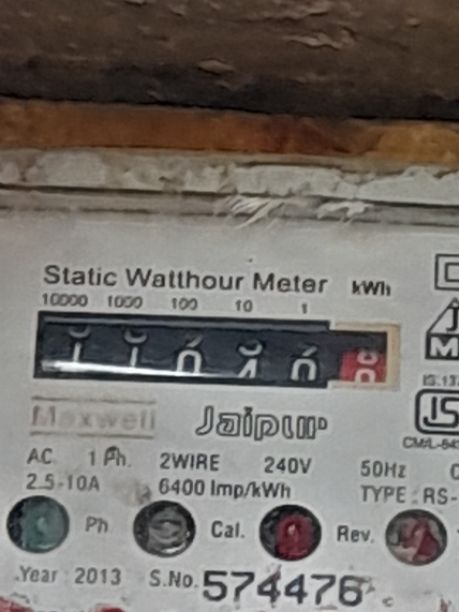 Static Watthour Meter kWh
10000 1000 100 10 1
Maxwell Jaipur
AC 1 Ph. 2WIRE 240V 50Hz
2.5-10A 6400 Imp/kWh TYPE : RS-
Ph Cal. Rev.
Year : 2013 S.No. 574476